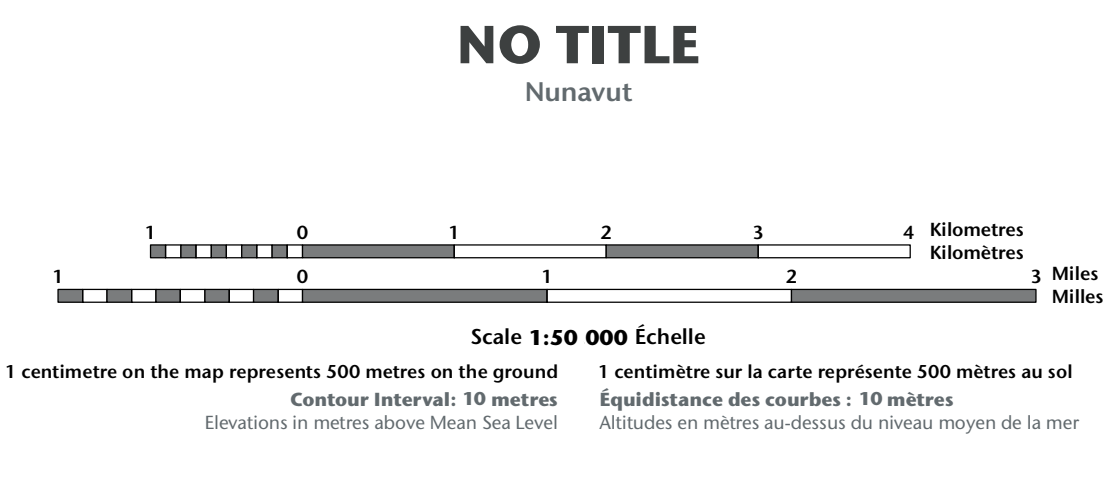 NO TITLE
Nunavut
1 0 1 2 3 4 Kilometres
Kilomètres
1 0 1 2 3 Miles
Milles
Scale 1:50 000 Échelle
1 centimetre on the map represents 500 metres on the ground
Contour Interval: 10 metres
Elevations in metres above Mean Sea Level
1 centimètre sur la carte représente 500 mètres au sol
Équidistance des courbes : 10 mètres
Altitudes en mètres au-dessus du niveau moyen de la mer